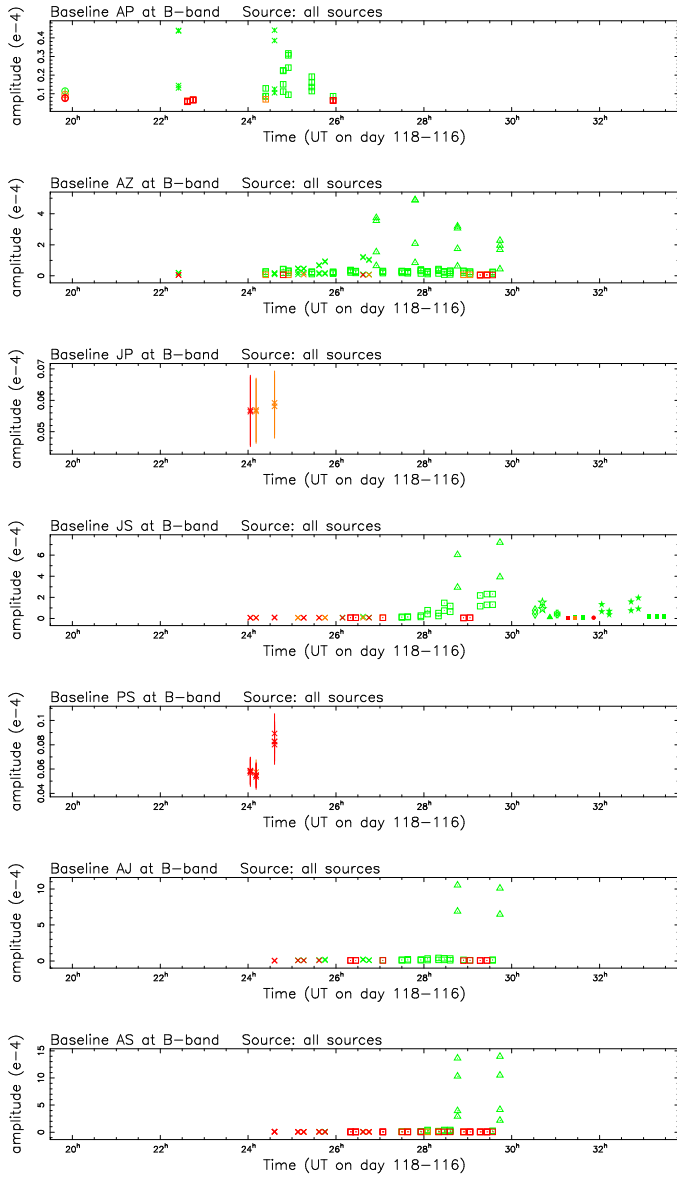 Baseline AP at B-band Source: all sources
amplitude (e-4)
0.1 0.2 0.3 0.4
20h 22h 24h 26h 28h 30h 32h
Time (UT on day 118-116)
Baseline AZ at B-band Source: all sources
amplitude (e-4)
0 2 4
20h 22h 24h 26h 28h 30h 32h
Time (UT on day 118-116)
Baseline JP at B-band Source: all sources
amplitude (e-4)
0.05 0.06 0.07
20h 22h 24h 26h 28h 30h 32h
Time (UT on day 118-116)
Baseline JS at B-band Source: all sources
amplitude (e-4)
0 2 4 6
20h 22h 24h 26h 28h 30h 32h
Time (UT on day 118-116)
Baseline PS at B-band Source: all sources
amplitude (e-4)
0.04 0.06 0.08 0.1
20h 22h 24h 26h 28h 30h 32h
Time (UT on day 118-116)
Baseline AJ at B-band Source: all sources
amplitude (e-4)
0 5 10
20h 22h 24h 26h 28h 30h 32h
Time (UT on day 118-116)
Baseline AS at B-band Source: all sources
amplitude (e-4)
0 5 10 15
20h 22h 24h 26h 28h 30h 32h
Time (UT on day 118-116)